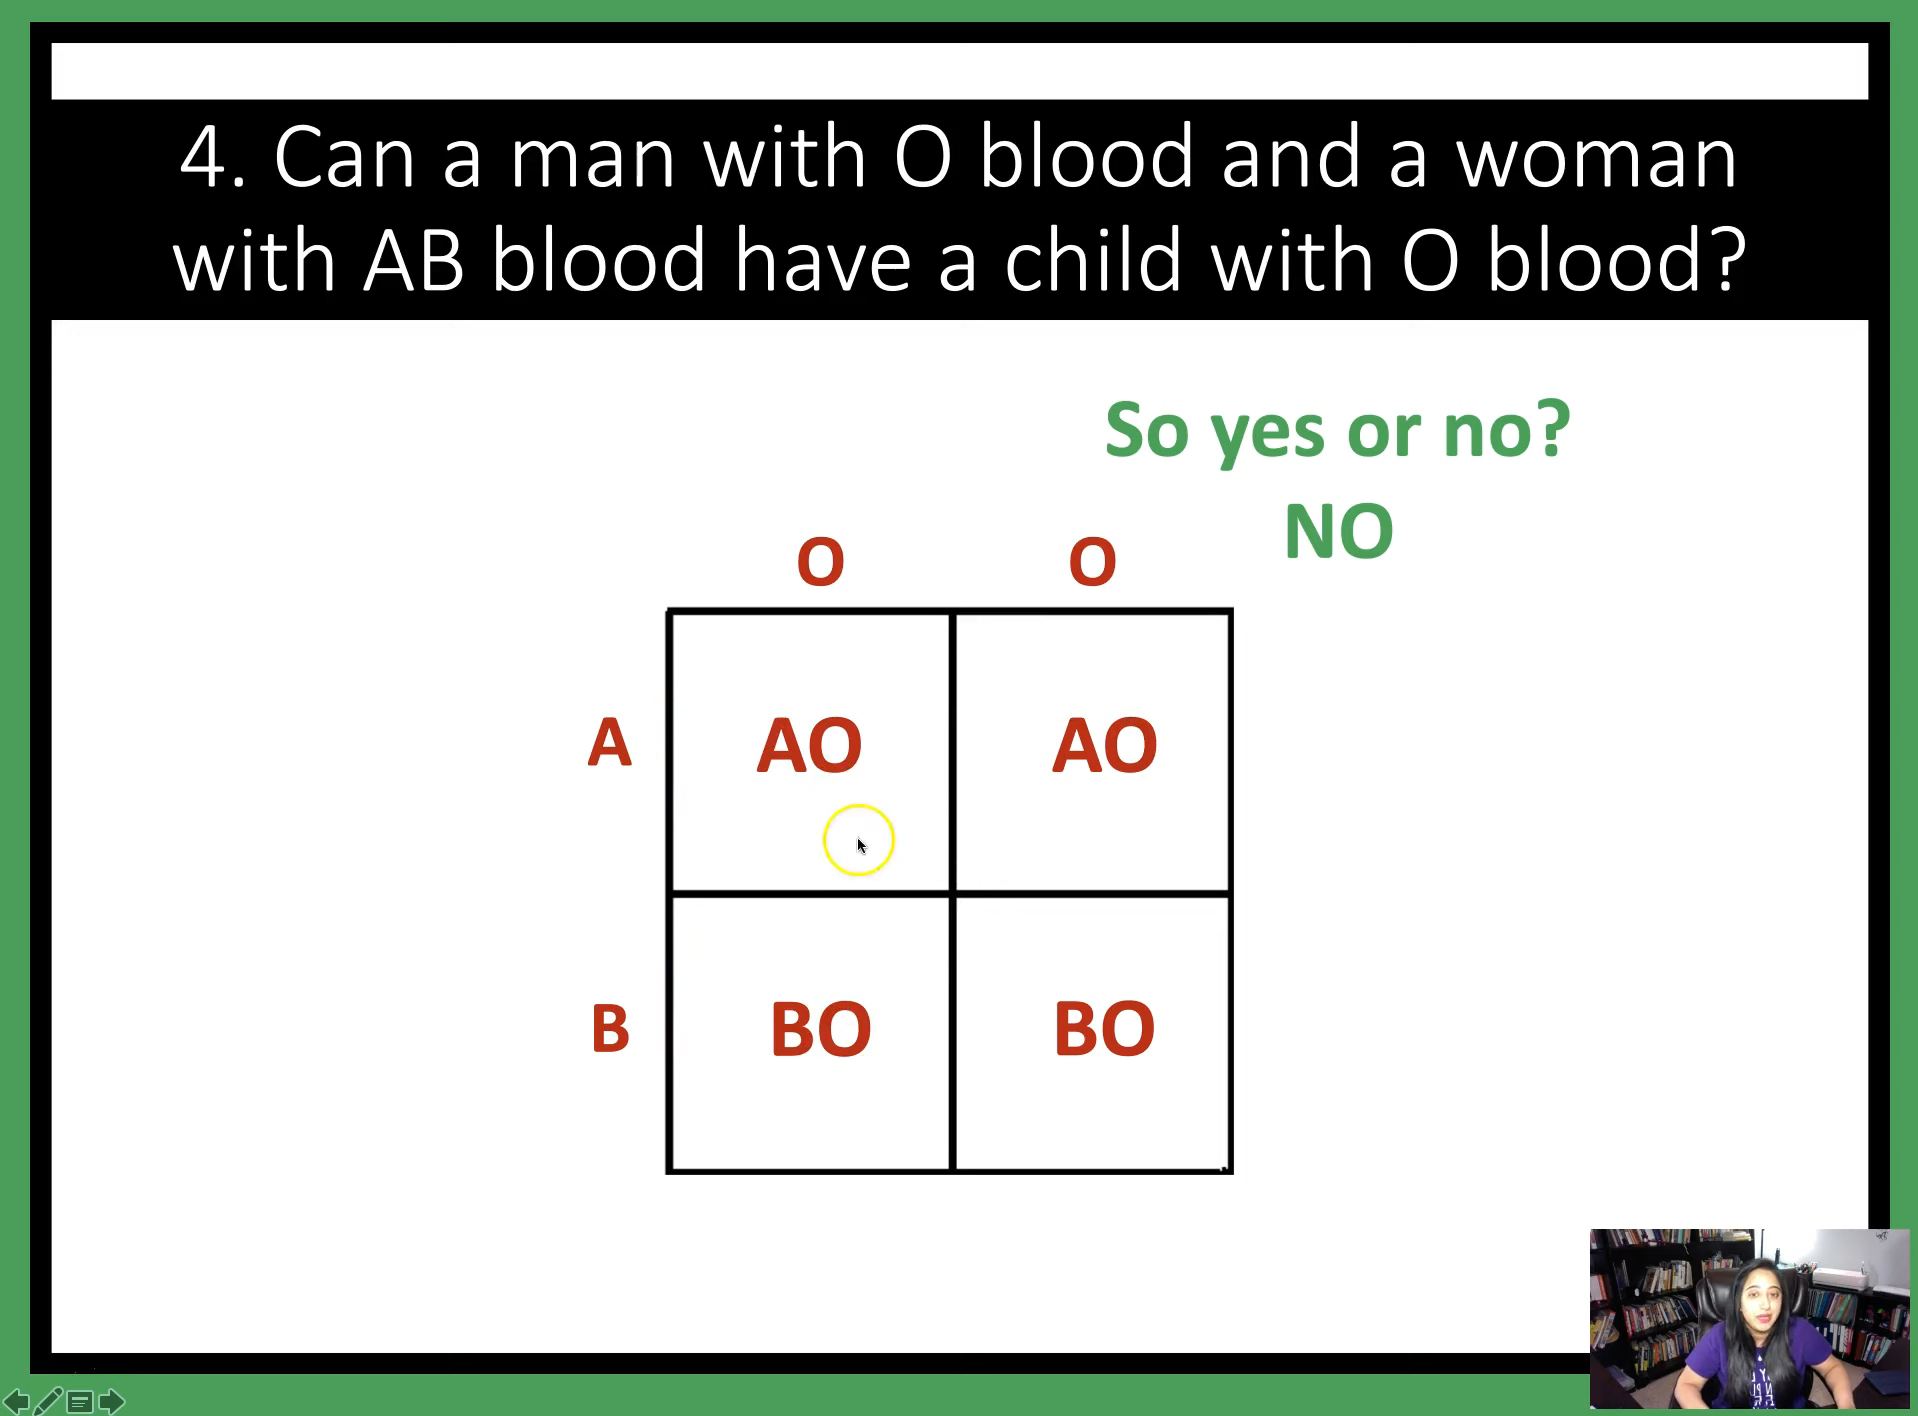 4. Can a man with O blood and a woman
with AB blood have a child with O blood?
So yes or no?
NO
O O
A AO AO
B BO BO